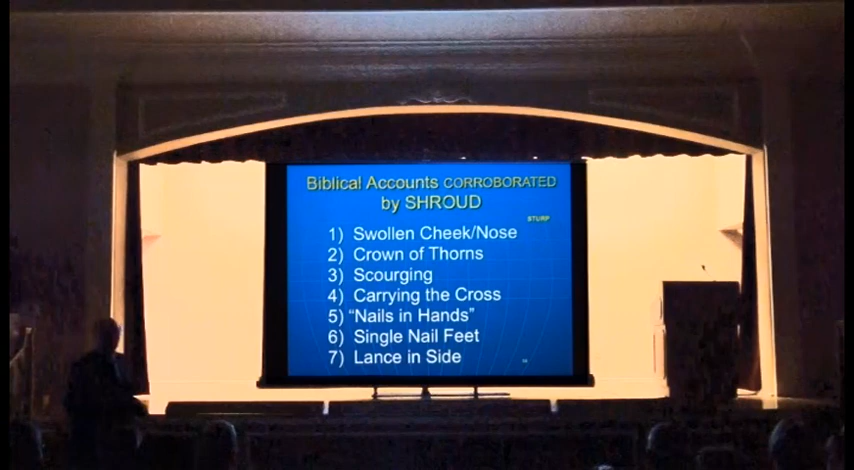 Biblical Accounts CORROBORATED
by SHROUD
STURP
1) Swollen Cheek/Nose
2) Crown of Thorns
3) Scourging
4) Carrying the Cross
5) "Nails in Hands"
6) Single Nail Feet
7) Lance in Side